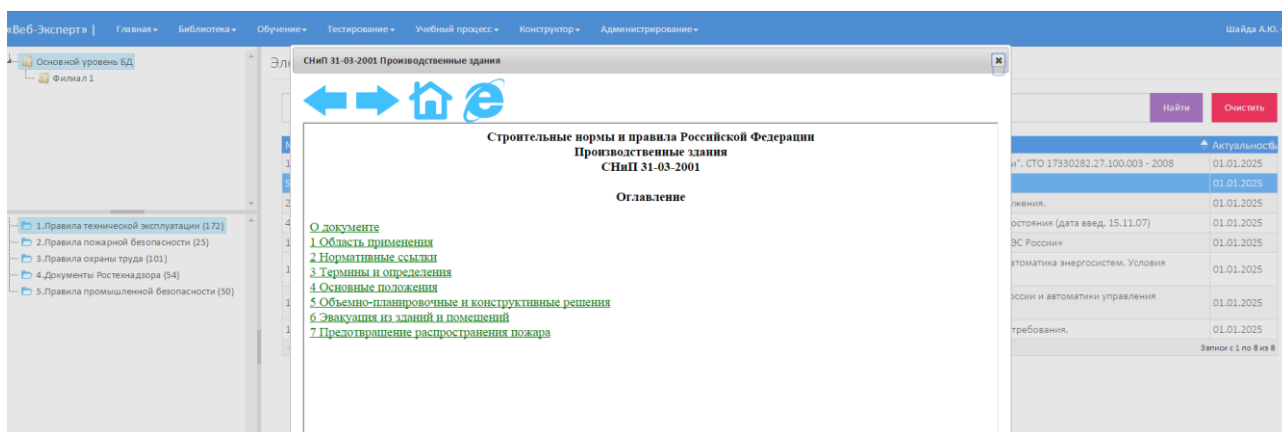 «Веб-Эксперт» | Главная Библиотека Обучение Тестирование Учебный процесс Конструктор Администрирование Шайда А.Ю.
Основной уровень БД
Филиал 1
1.Правила технической эксплуатации (172)
2.Правила пожарной безопасности (25)
3.Правила охраны труда (101)
4.Документы Ростехнадзора (54)
5.Правила промышленной безопасности (50)
СНиП 31-03-2001 Производственные здания
Строительные нормы и правила Российской Федерации
Производственные здания
СНиП 31-03-2001
Оглавление
О документе
1 Область применения
2 Нормативные ссылки
3 Термины и определения
4 Основные положения
5 Объемно-планировочные и конструктивные решения
6 Эвакуация из зданий и помещений
7 Предотвращение распространения пожара
Найти Очистить
Актуальность
СТО 17330282.27.100.003 - 2008 01.01.2025
01.01.2025
01.01.2025
(дата введ. 15.11.07) 01.01.2025
России» 01.01.2025
энергосистем. Условия
01.01.2025
и автоматики управления
01.01.2025
требования. 01.01.2025
Записи с 1 по 8 из 8